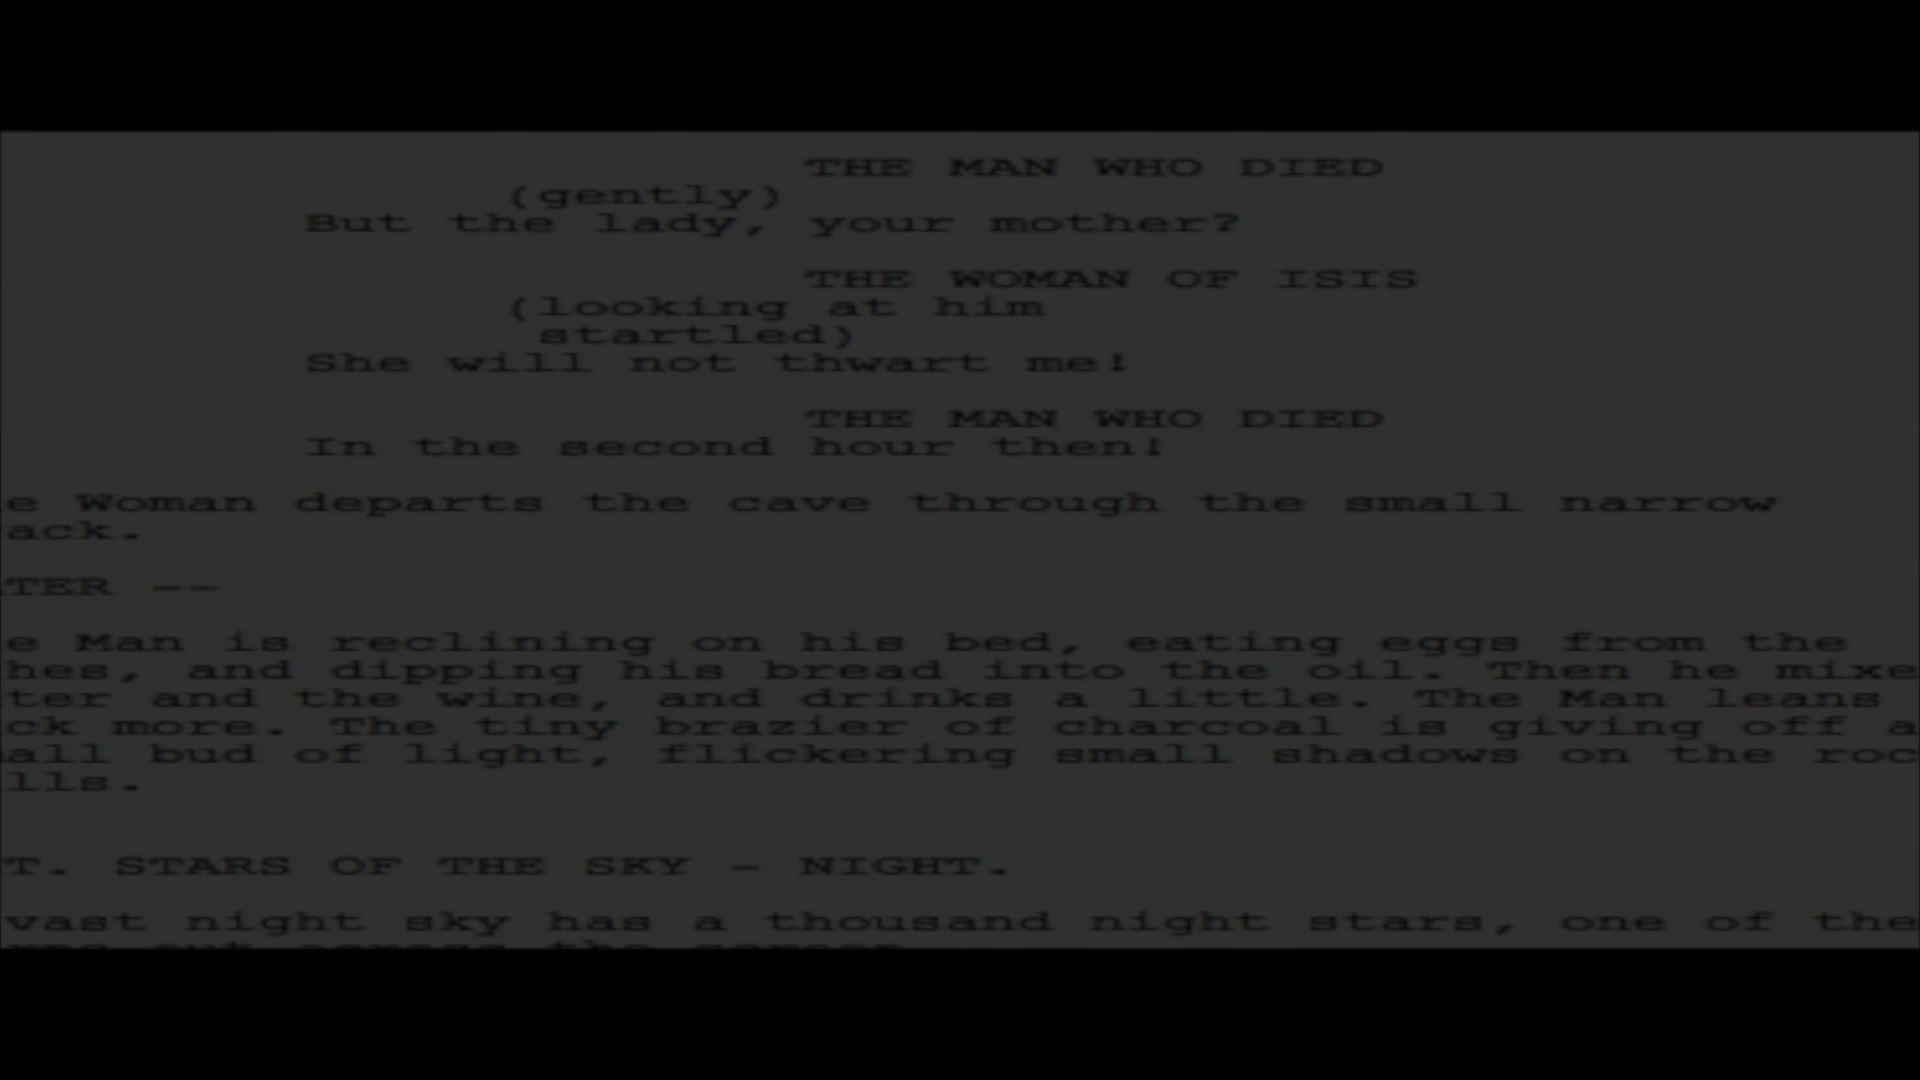 THE MAN WHO DIED
(gently)
But the lady, your mother?
THE WOMAN OF ISIS
(looking at him
startled)
She will not thwart me!
THE MAN WHO DIED
In the second hour then!
e Woman departs the cave through the small narrow
ack.
TER --
e Man is reclining on his bed, eating eggs from the
hes, and dipping his bread into the oil. Then he mixe
ter and the wine, and drinks a little. The Man leans
ck more. The tiny brazier of charcoal is giving off a
all bud of light, flickering small shadows on the roc
lls.
T. STARS OF THE SKY - NIGHT.
vast night sky has a thousand night stars, one of the
out across the screen